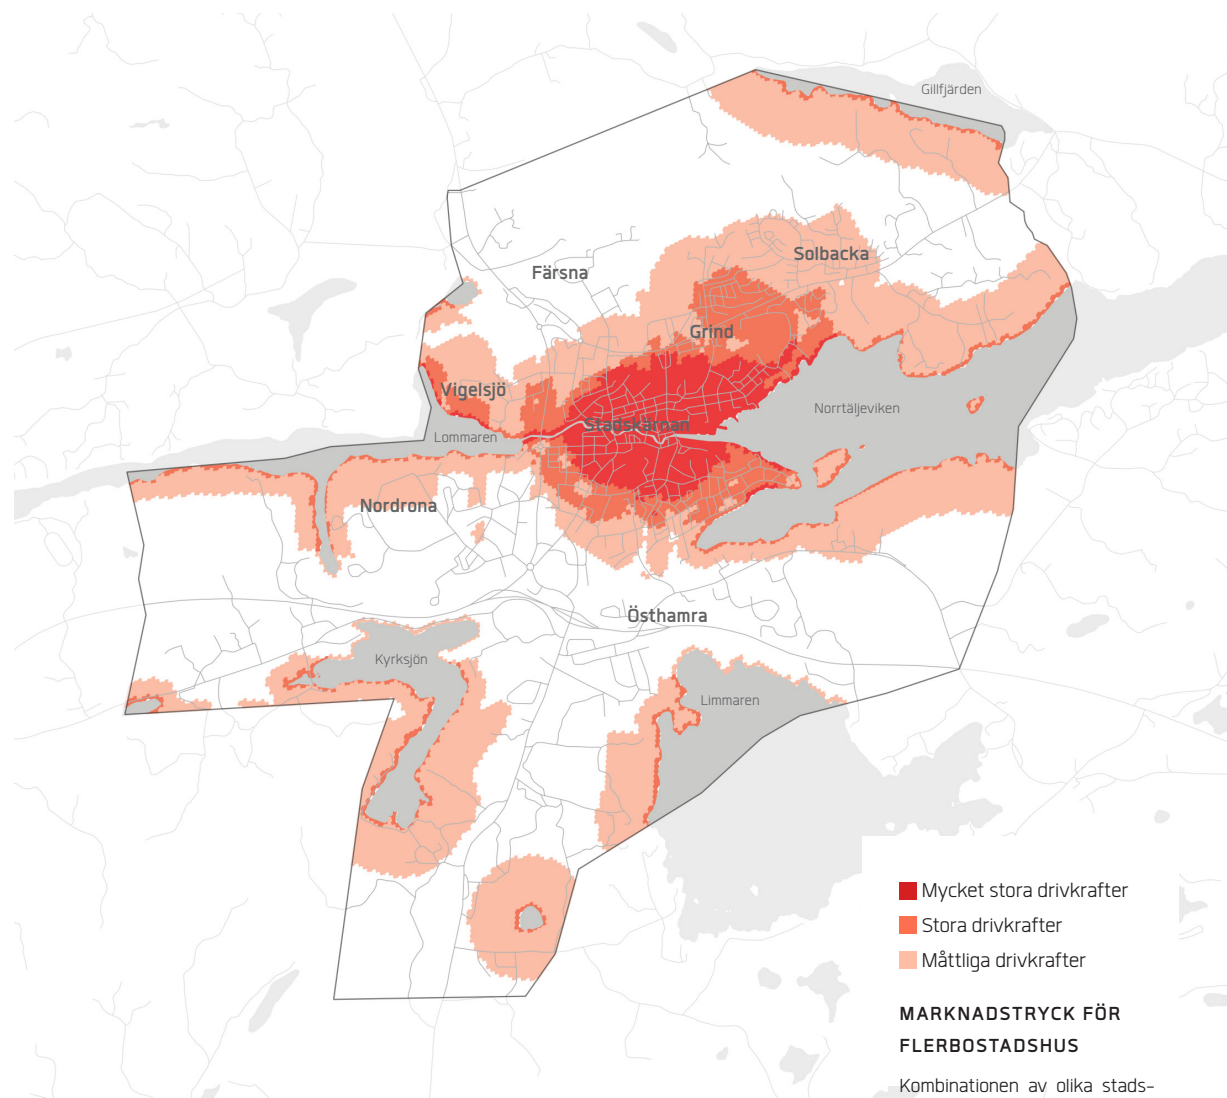 Gillfjärden
Solbacka
Färsna
Grind
Vigelsjö
Norrtäljeviken
Stadskärnan
Lommaren
Nordrona
Östhamra
Kyrksjön
Limmaren
Mycket stora drivkrafter
Stora drivkrafter
Måttliga drivkrafter
MARKNADSTRYCK FÖR
FLERBOSTADSHUS
Kombinationen av olika stads-